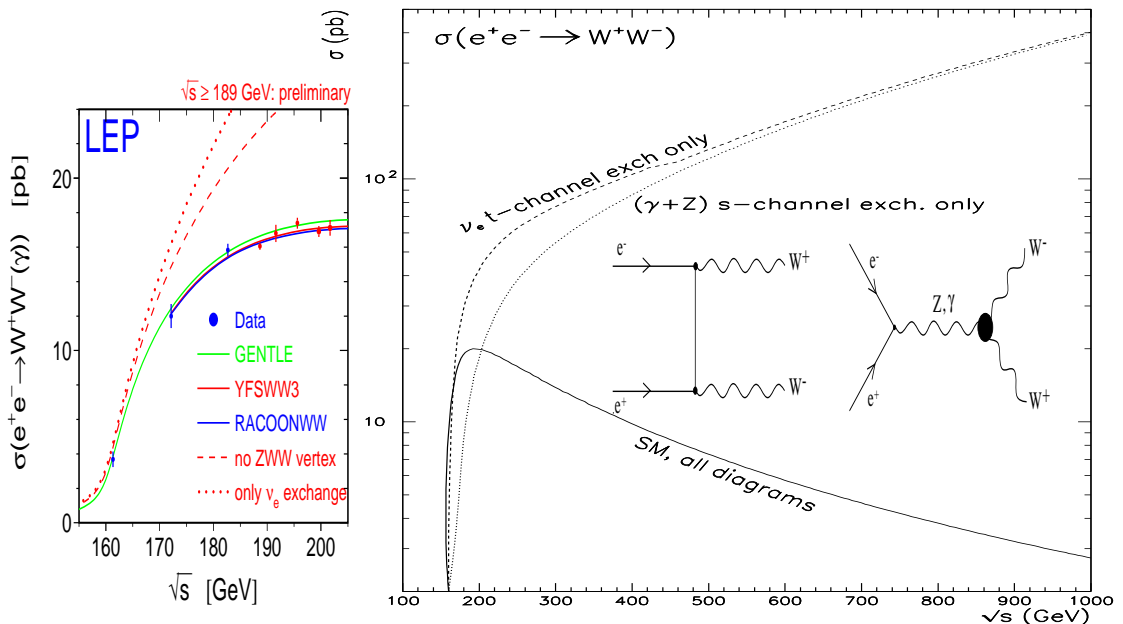 √s ≥ 189 GeV: preliminary
LEP
σ(e⁺e⁻→W⁺W⁻(γ)) [pb]
20
10
0
Data
GENTLE
YFSWW3
RACOONWW
no ZWW vertex
only νₑ exchange
160 170 180 190 200
√s [GeV]
σ (pb)
σ(e⁺e⁻ → W⁺W⁻)
10²
10
νₑ t-channel exch only
(γ+Z) s-channel exch. only
e⁻
W⁺
e⁺
W⁻
e⁻
Z,γ
e⁺
W⁻
W⁺
SM, all diagrams
100 200 300 400 500 600 700 800 900 1000
√s (GeV)